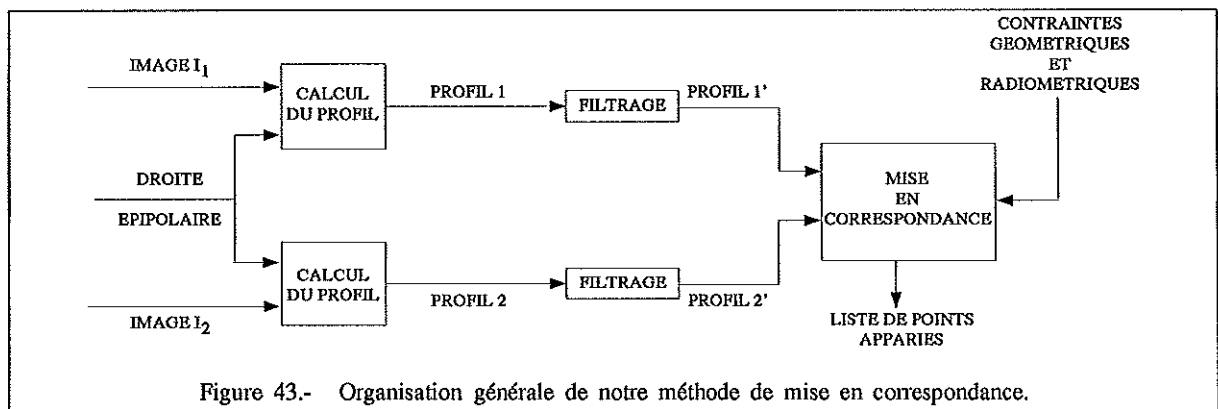 CONTRAINTES
GEOMETRIQUES
ET
RADIOMETRIQUES
IMAGE I1
CALCUL
DU PROFIL
PROFIL 1
FILTRAGE
PROFIL 1'
DROITE
EPIPOLAIRE
MISE
EN
CORRESPONDANCE
CALCUL
DU PROFIL
PROFIL 2
FILTRAGE
PROFIL 2'
IMAGE I2
LISTE DE POINTS
APPARIES
Figure 43.- Organisation générale de notre méthode de mise en correspondance.